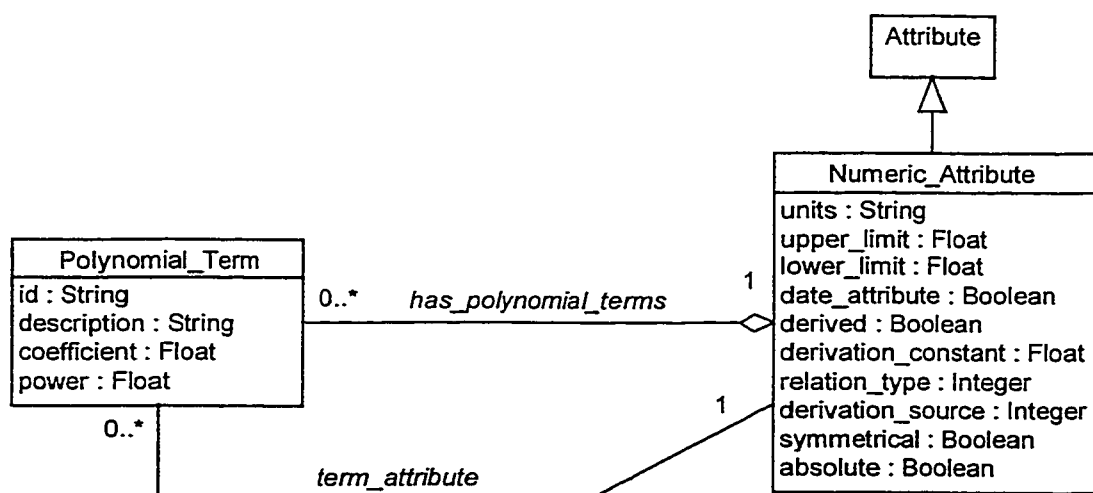 Attribute
Numeric_Attribute
units : String
upper_limit : Float
lower_limit : Float
date_attribute : Boolean
derived : Boolean
derivation_constant : Float
relation_type : Integer
derivation_source : Integer
symmetrical : Boolean
absolute : Boolean
Polynomial_Term
id : String
description : String
coefficient : Float
power : Float
0..*
has_polynomial_terms
1
0..*
term_attribute
1